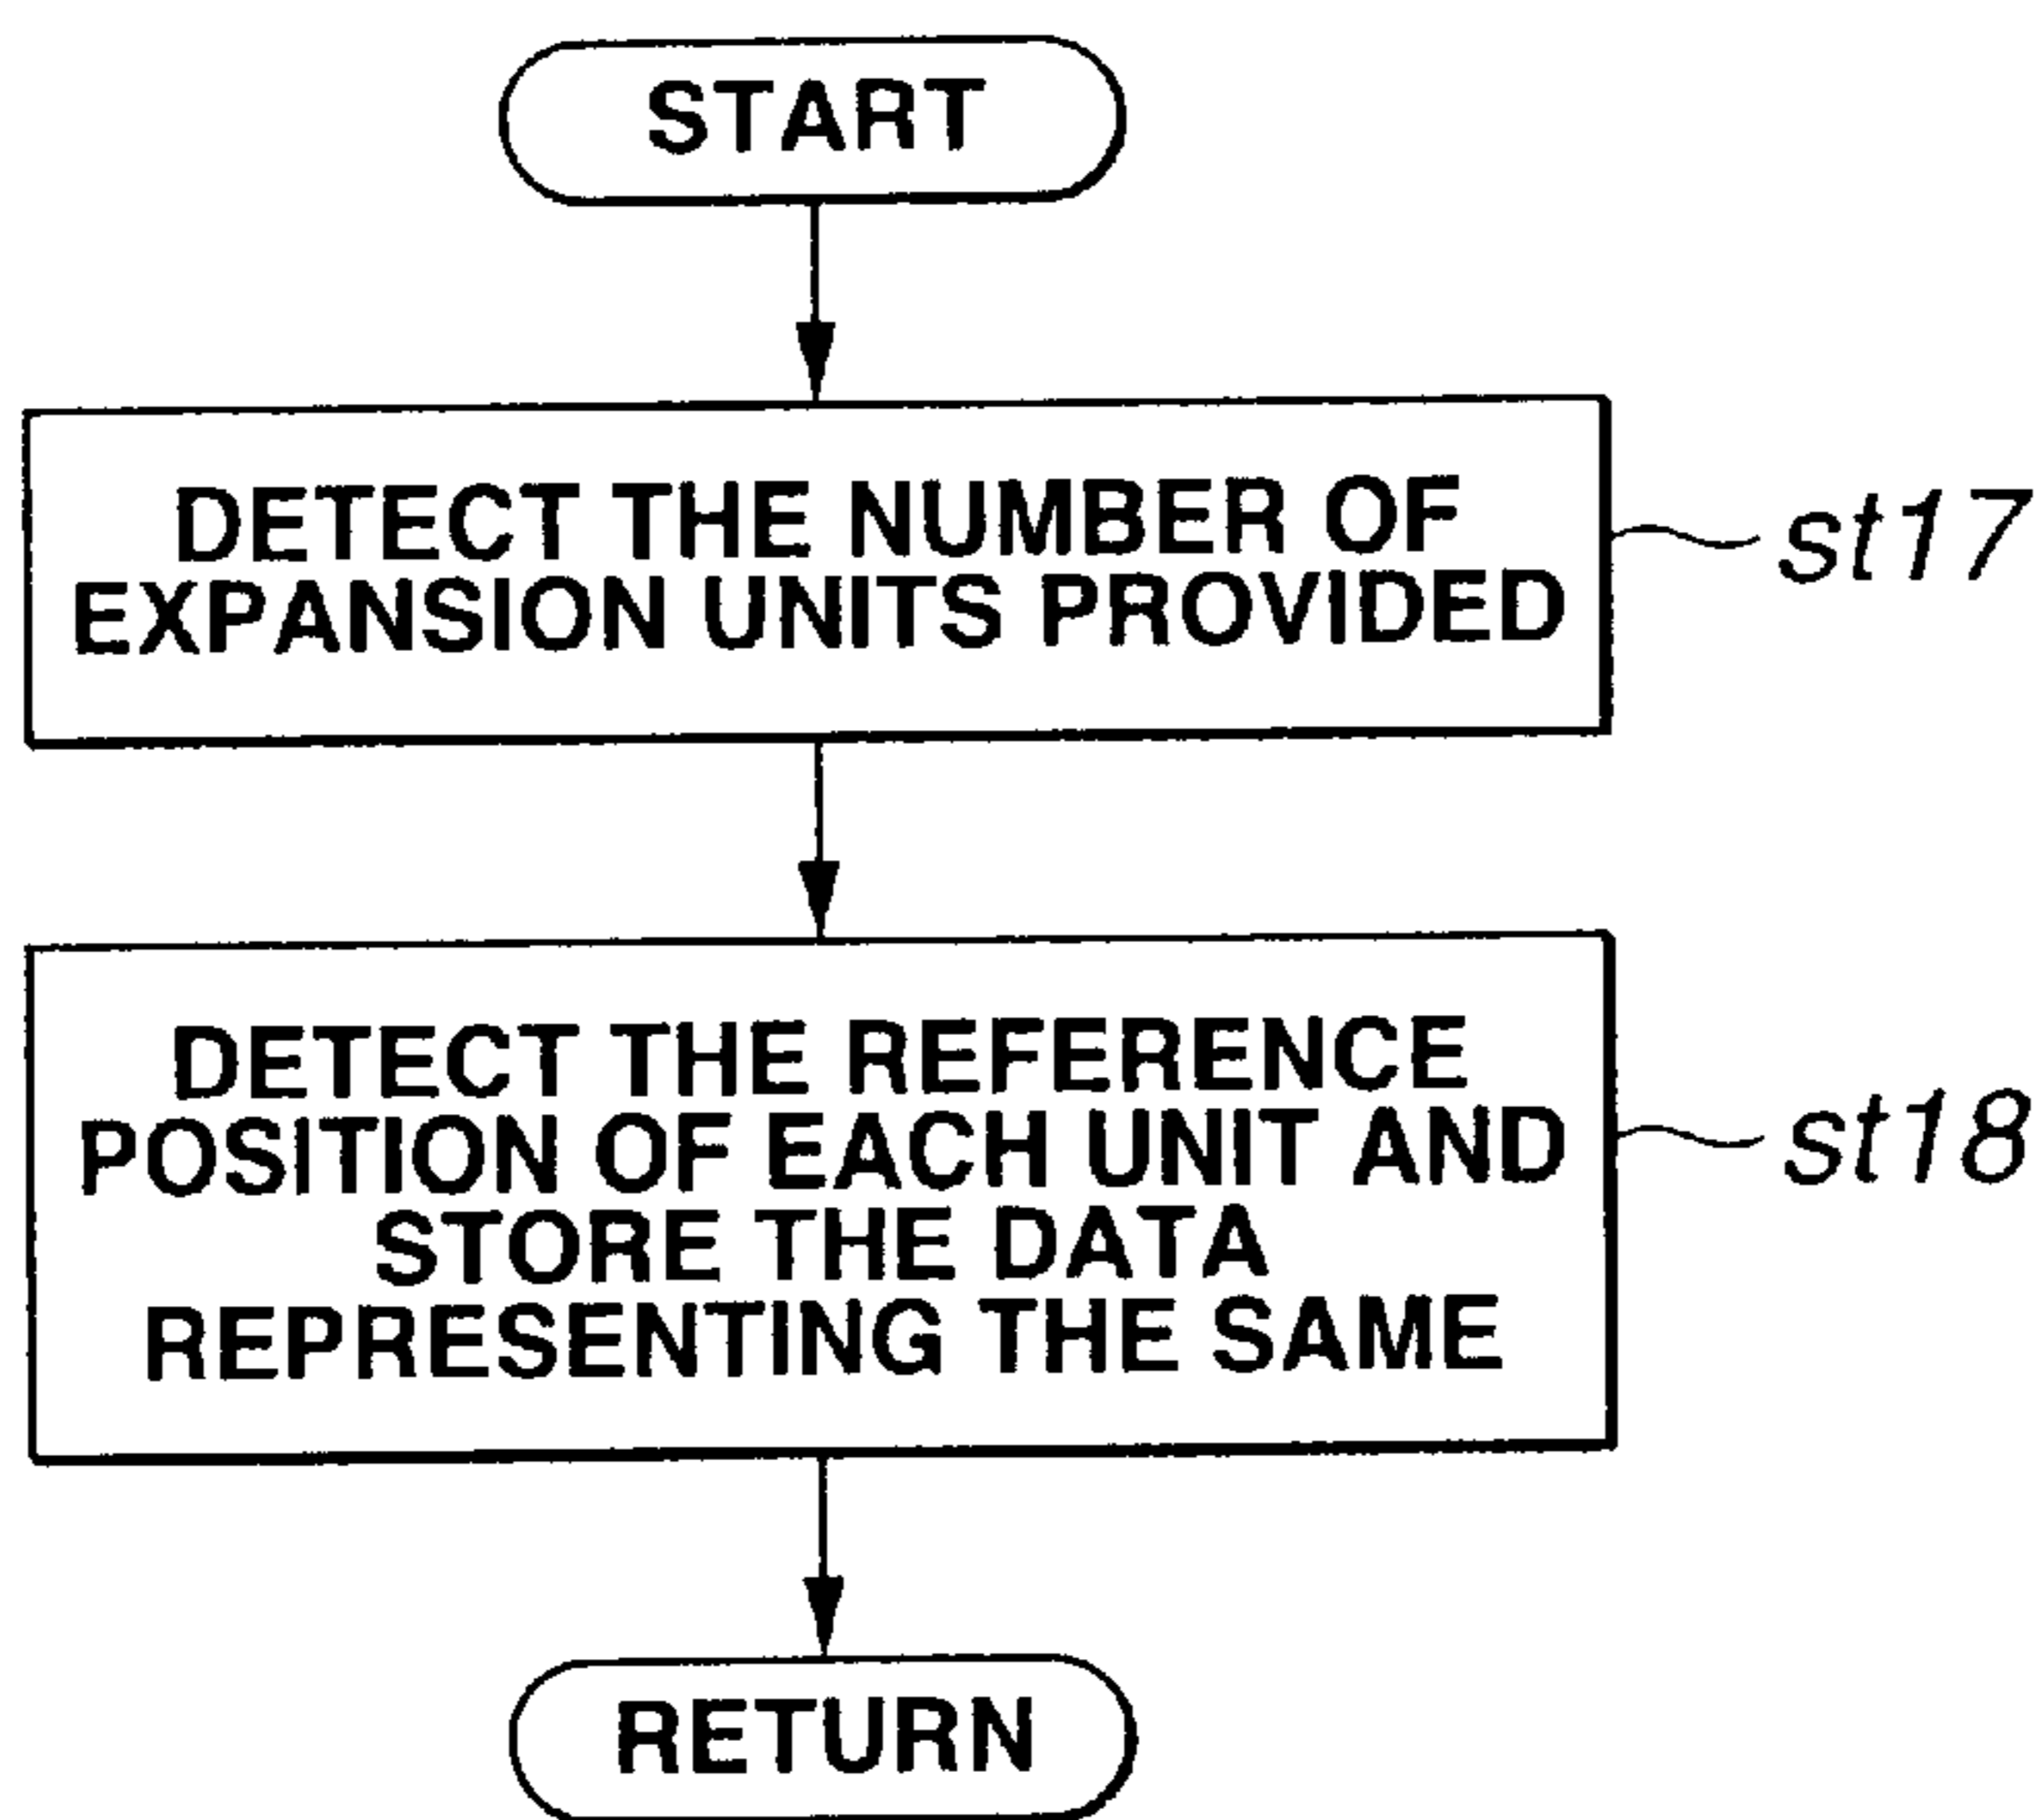 START
DETECT THE NUMBER OF
EXPANSION UNITS PROVIDED
st17
DETECT THE REFERENCE
POSITION OF EACH UNIT AND
STORE THE DATA
REPRESENTING THE SAME
st18
RETURN